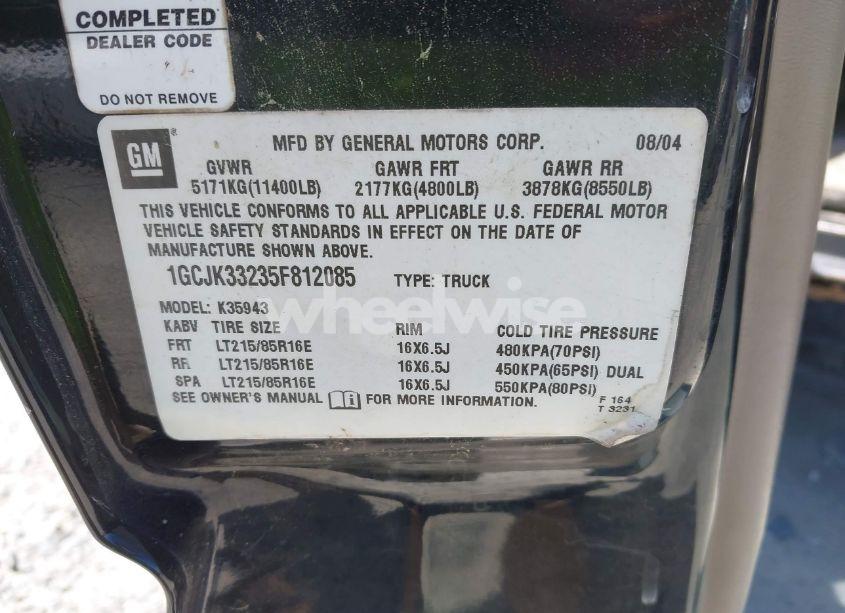 COMPLETED
DEALER CODE
DO NOT REMOVE
GM ®
MFD BY GENERAL MOTORS CORP. 08/04
GVWR GAWR FRT GAWR RR
5171KG(11400LB) 2177KG(4800LB) 3878KG(8550LB)
THIS VEHICLE CONFORMS TO ALL APPLICABLE U.S. FEDERAL MOTOR
VEHICLE SAFETY STANDARDS IN EFFECT ON THE DATE OF
MANUFACTURE SHOWN ABOVE.
1GCJK33235F812085 TYPE: TRUCK
wheelwise
MODEL: K35943
KABV TIRE SIZE RIM COLD TIRE PRESSURE
FRT LT215/85R16E 16X6.5J 480KPA(70PSI)
RR LT215/85R16E 16X6.5J 450KPA(65PSI) DUAL
SPA LT215/85R16E 16X6.5J 550KPA(80PSI)
SEE OWNER'S MANUAL FOR MORE INFORMATION.
F 164
T 3231